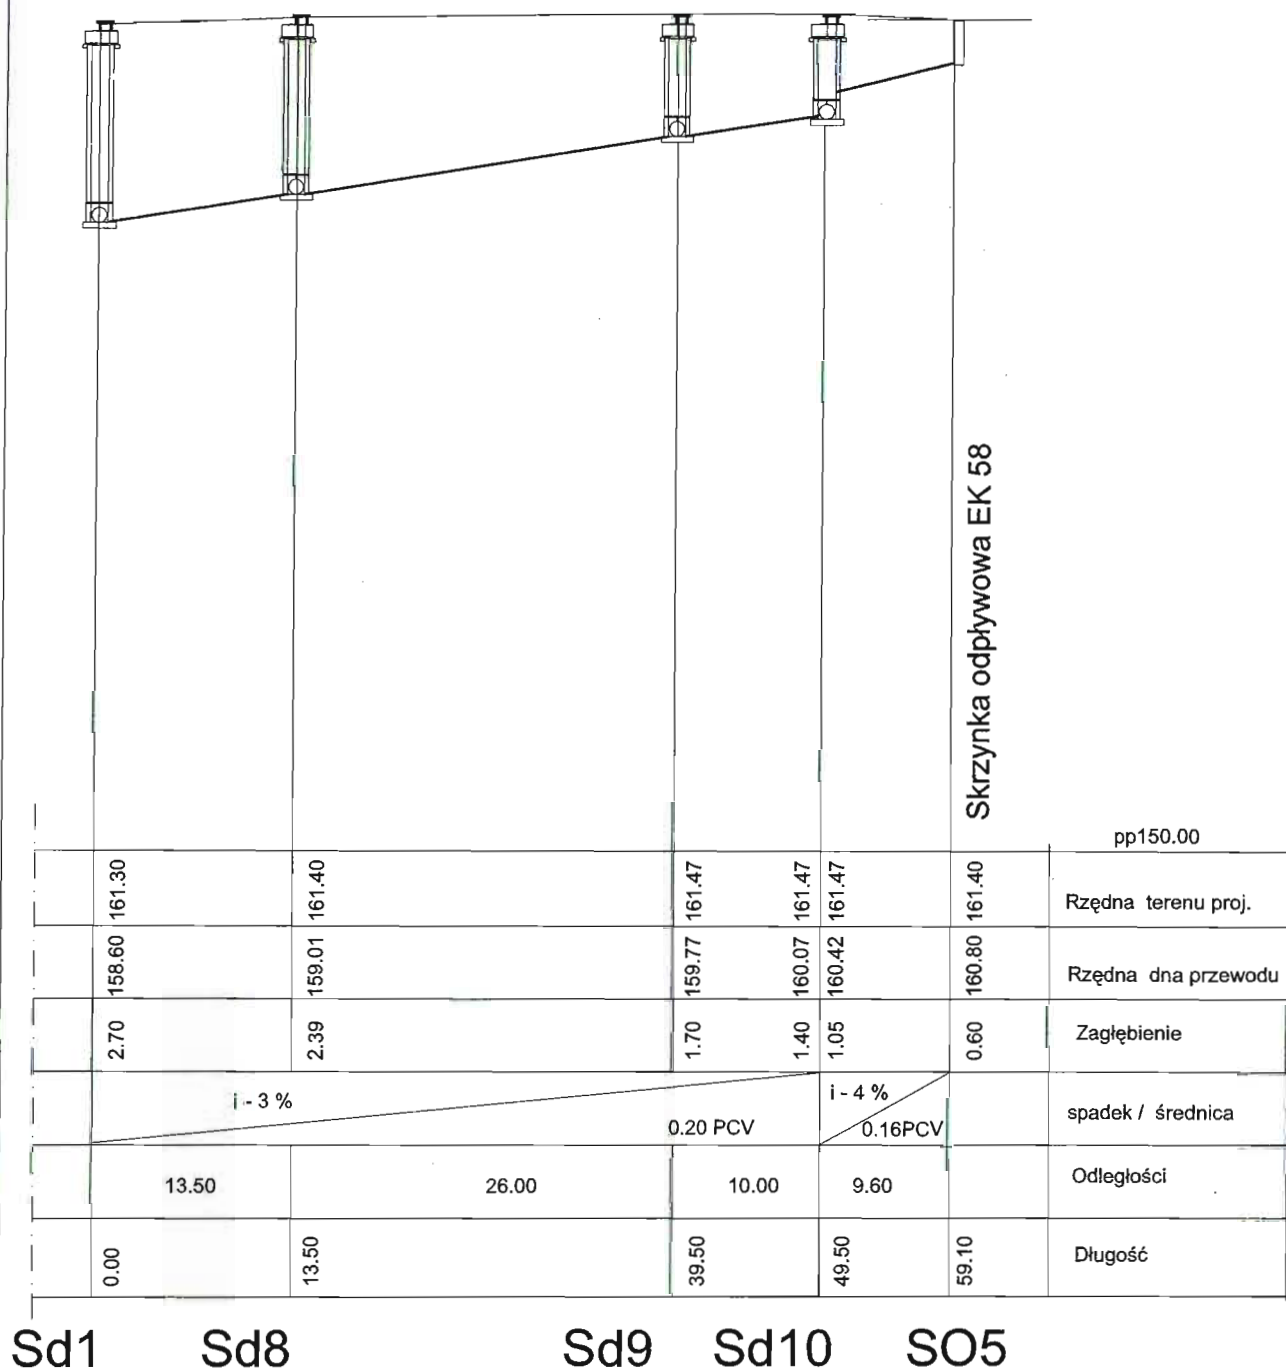 Skrzynka odpływowa EK 58
pp150.00
161.30 161.40 161.47 161.47 161.47 161.40 Rzędna terenu proj.
158.60 159.01 159.77 160.07 160.42 160.80 Rzędna dna przewodu
2.70 2.39 1.70 1.40 1.05 0.60 Zagłębienie
i - 3 % 0.20 PCV i - 4 % 0.16PCV spadek / średnica
13.50 26.00 10.00 9.60 Odległości
0.00 13.50 39.50 49.50 59.10 Długość
Sd1 Sd8 Sd9 Sd10 SO5